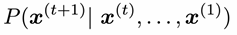 P(𝒙^(t+1) | 𝒙^(t), . . . , 𝒙^(1))